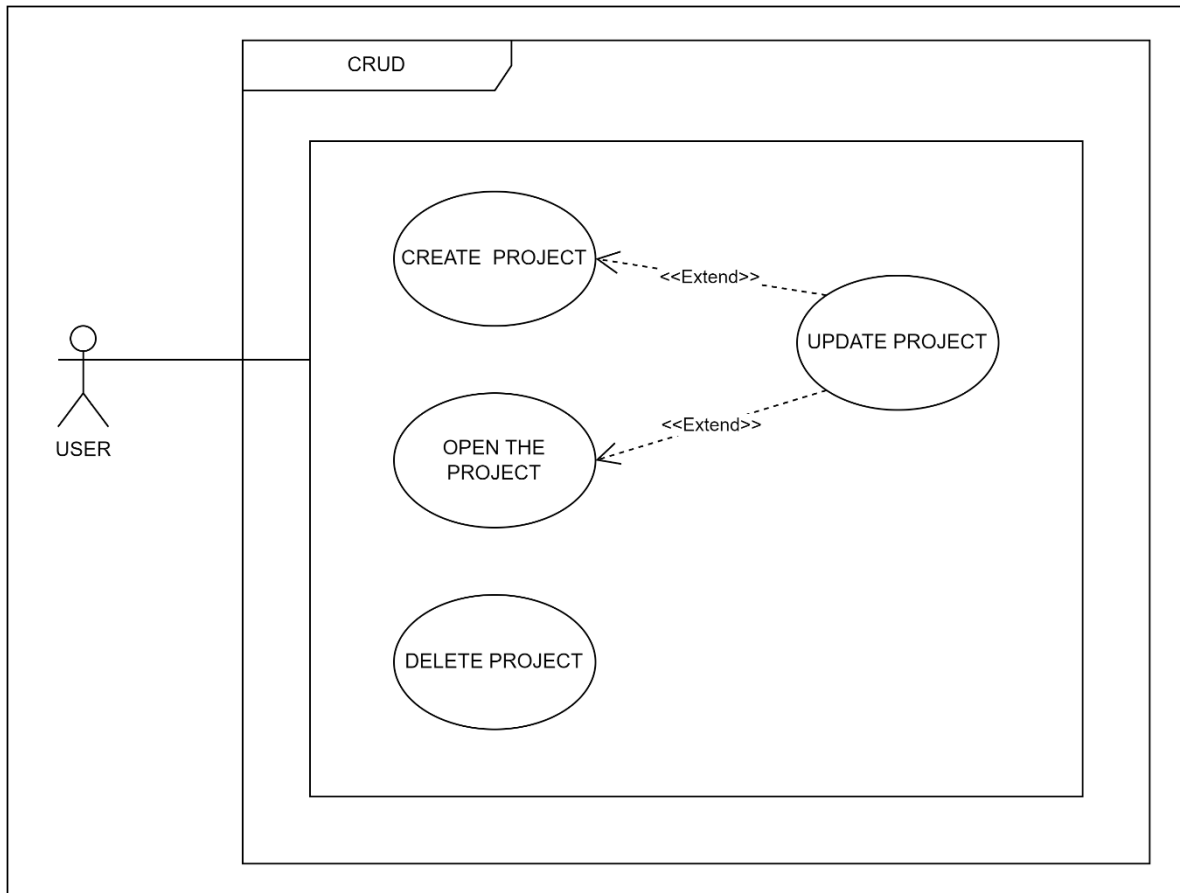 CRUD
CREATE  PROJECT
<<Extend>>
UPDATE PROJECT
USER
OPEN THE
PROJECT
<<Extend>>
DELETE PROJECT